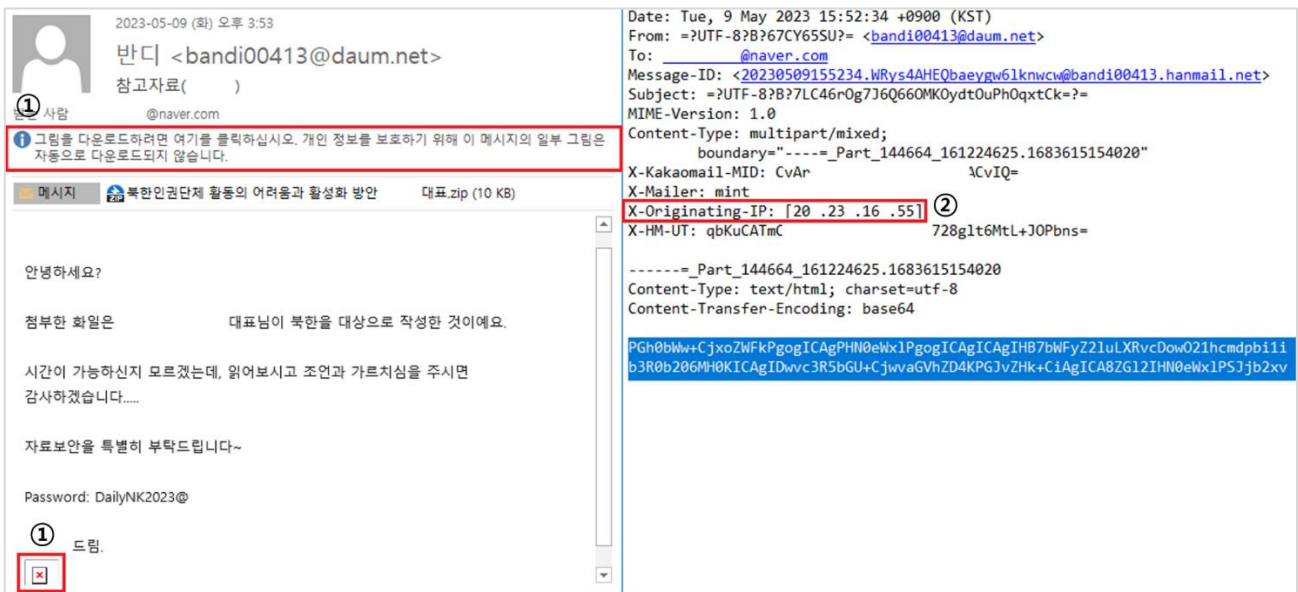 2023-05-09 (화) 오후 3:53
반디 <bandi00413@daum.net>
참고자료( )
①
사람 @naver.com
그림을 다운로드하려면 여기를 클릭하십시오. 개인 정보를 보호하기 위해 이 메시지의 일부 그림은
자동으로 다운로드되지 않습니다.
메시지 ZIP 북한인권단체 활동의 어려움과 활성화 방안 대표.zip (10 KB)
안녕하세요?
첨부한 화일은 대표님이 북한을 대상으로 작성한 것이예요.
시간이 가능하신지 모르겠는데, 읽어보시고 조언과 가르치심을 주시면
감사하겠습니다.....
자료보안을 특별히 부탁드립니다~
Password: DailyNK2023@
①
드림.
Date: Tue, 9 May 2023 15:52:34 +0900 (KST)
From: =?UTF-8?B?67CY65SU?= <bandi00413@daum.net>
To: @naver.com
Message-ID: <20230509155234.WRys4AHEQbaeygw6lknwcw@bandi00413.hanmail.net>
Subject: =?UTF-8?B?7LC46rOg7J6Q66OMKOydtOuPhOqxtCk=?=
MIME-Version: 1.0
Content-Type: multipart/mixed;
boundary="----=_Part_144664_161224625.1683615154020"
X-Kakaomail-MID: CvAr CvIQ=
X-Mailer: mint
X-Originating-IP: [20 .23 .16 .55] ②
X-HM-UT: qbKuCATmC 728glt6MtL+JOPbns=
------=_Part_144664_161224625.1683615154020
Content-Type: text/html; charset=utf-8
Content-Transfer-Encoding: base64
PGh0bWw+CjxoZWFkPgogICAgPHN0eWxlPgogICAgICAgIHB7bWFyZ2luLXRvcDowO21hcmdpbi1i
b3R0b206MH0KICAgIDwvc3R5bGU+CjwvaGVhZD4KPGJvZHk+CiAgICA8ZGl2IHN0eWxlPSJjb2xv